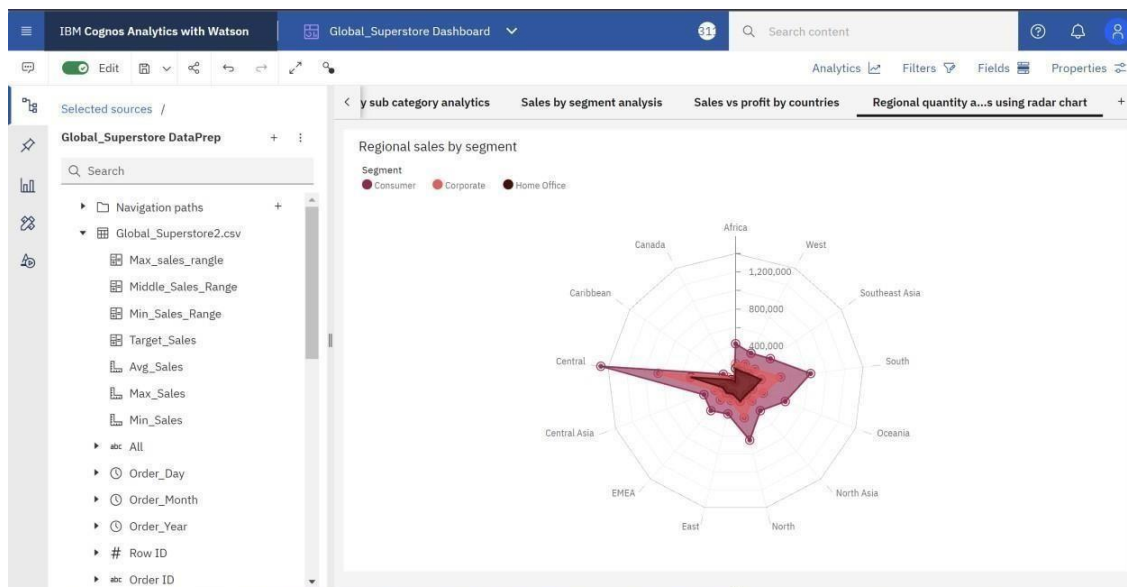 IBM Cognos Analytics with Watson
Global_Superstore Dashboard
Search content
Edit
Analytics
Filters
Fields
Properties
Selected sources /
Global_Superstore DataPrep
Search
Navigation paths
Global_Superstore2.csv
Max_sales_rangle
Middle_Sales_Range
Min_Sales_Range
Target_Sales
Avg_Sales
Max_Sales
Min_Sales
abc All
Order_Day
Order_Month
Order_Year
# Row ID
abc Order ID
y sub category analytics
Sales by segment analysis
Sales vs profit by countries
Regional quantity a...s using radar chart
Regional sales by segment
Segment
Consumer Corporate Home Office
Africa
Canada
West
1,200,000
Caribbean
Southeast Asia
800,000
400,000
Central
South
Central Asia
Oceania
EMEA
North Asia
East
North